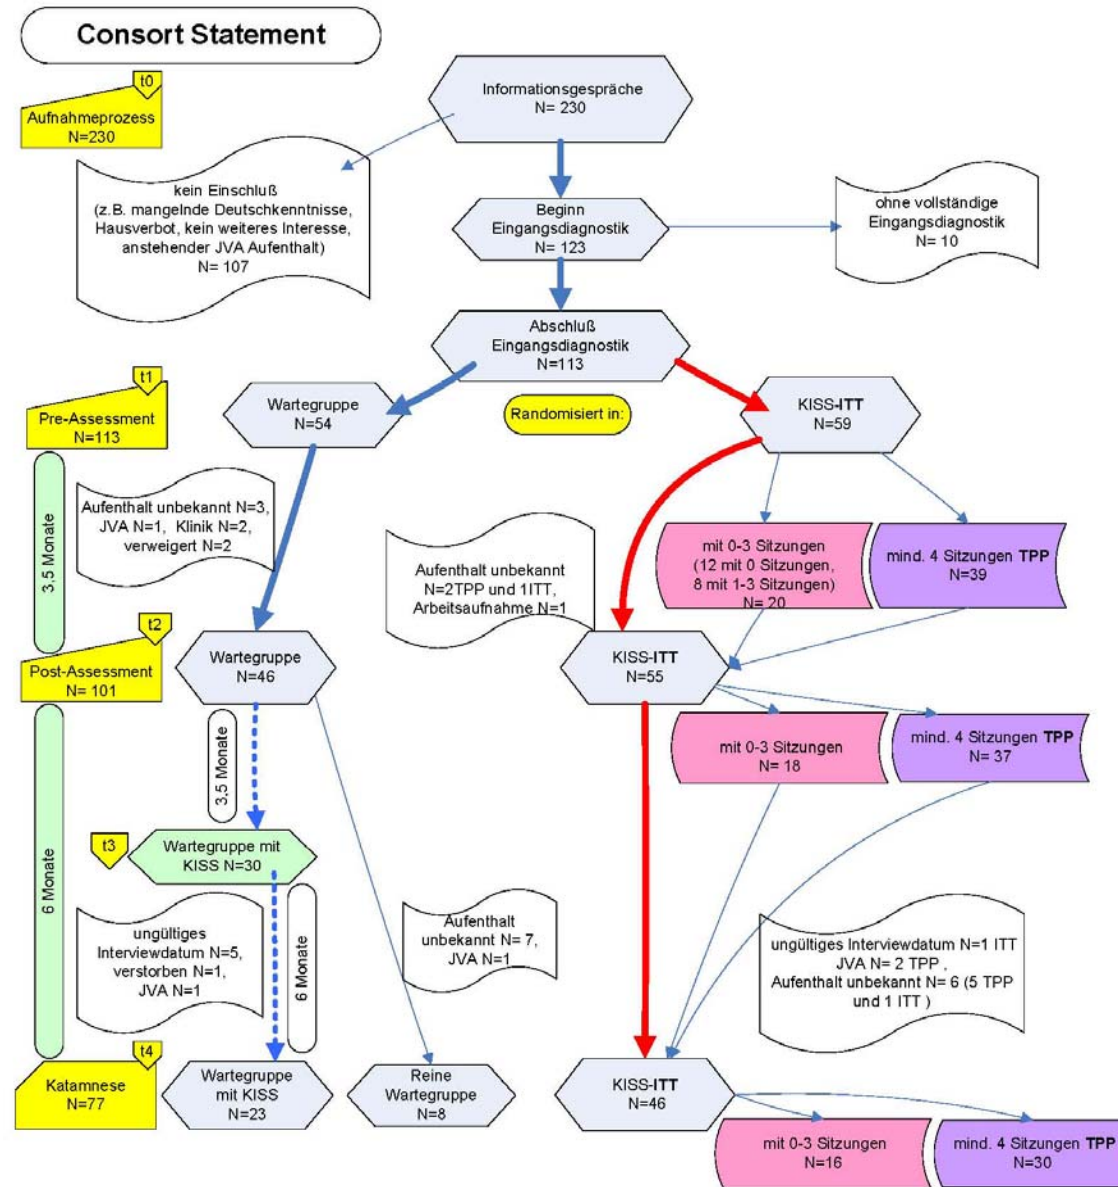 Consort Statement
t0
Aufnahmeprozess
N=230
Informationsgespräche
N= 230
kein Einschluß
(z.B. mangelnde Deutschkenntnisse,
Hausverbot, kein weiteres Interesse,
anstehender JVA Aufenthalt)
N= 107
Beginn
Eingangsdiagnostik
N= 123
ohne vollständige
Eingangsdiagnostik
N= 10
Abschluß
Eingangsdiagnostik
N=113
t1
Pre-Assessment
N=113
Wartegruppe
N=54
Randomisiert in:
KISS-ITT
N=59
3,5 Monate
Aufenthalt unbekannt N=3,
JVA N=1, Klinik N=2,
verweigert N=2
Aufenthalt unbekannt
N=2TPP und 1ITT,
Arbeitsaufnahme N=1
mit 0-3 Sitzungen
(12 mit 0 Sitzungen,
8 mit 1-3 Sitzungen)
N= 20
mind. 4 Sitzungen TPP
N=39
t2
Post-Assessment
N= 101
Wartegruppe
N=46
KISS-ITT
N=55
mit 0-3 Sitzungen
N= 18
mind. 4 Sitzungen TPP
N= 37
3,5 Monate
6 Monate
t3
Wartegruppe mit
KISS N=30
ungültiges
Interviewdatum N=5,
verstorben N=1,
JVA N=1
6 Monate
Aufenthalt
unbekannt N= 7,
JVA N=1
ungültiges Interviewdatum N=1 ITT
JVA N= 2 TPP ,
Aufenthalt unbekannt N= 6 (5 TPP
und 1 ITT )
t4
Katamnese
N=77
Wartegruppe
mit KISS
N=23
Reine
Wartegruppe
N=8
KISS-ITT
N=46
mit 0-3 Sitzungen
N=16
mind. 4 Sitzungen TPP
N=30